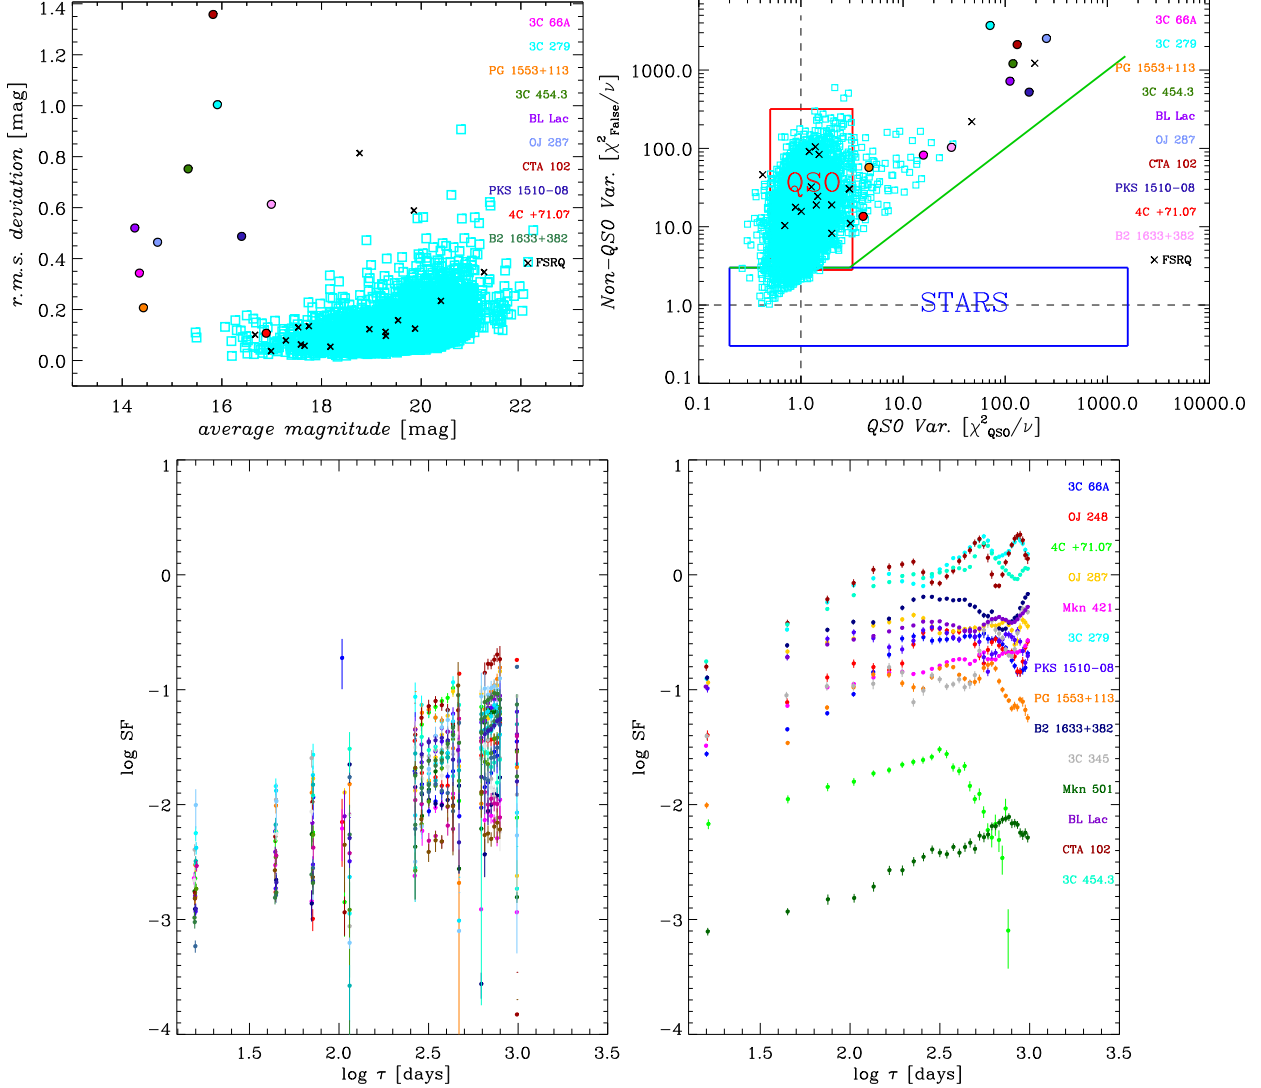 1.4
1.2
1.0
0.8
0.6
0.4
0.2
0.0
r.m.s. deviation [mag]
14
16
18
20
22
average magnitude [mag]
3C 66A
3C 279
PG 1553+113
3C 454.3
BL Lac
OJ 287
CTA 102
PKS 1510-08
4C +71.07
B2 1633+382
FSRQ
1000.0
100.0
10.0
1.0
0.1
Non-QSO Var. [χ²False/ν]
0.1
1.0
10.0
100.0
1000.0
10000.0
QSO Var. [χ²QSO/ν]
QSO
STARS
3C 66A
3C 279
PG 1553+113
3C 454.3
BL Lac
OJ 287
CTA 102
PKS 1510-08
4C +71.07
B2 1633+382
FSRQ
1
0
-1
-2
-3
-4
log SF
1.5
2.0
2.5
3.0
3.5
log τ [days]
1
0
-1
-2
-3
-4
log SF
1.5
2.0
2.5
3.0
3.5
log τ [days]
3C 66A
OJ 248
4C +71.07
OJ 287
Mkn 421
3C 279
PKS 1510-08
PG 1553+113
B2 1633+382
3C 345
Mkn 501
BL Lac
CTA 102
3C 454.3